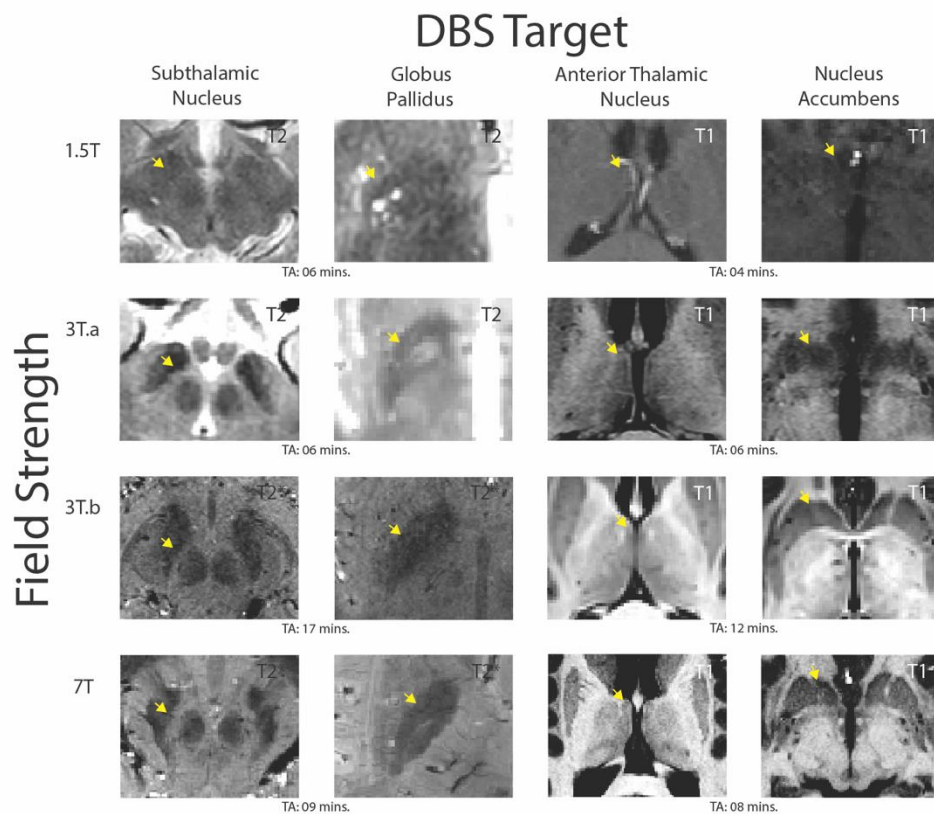 DBS Target
Subthalamic
Nucleus
Globus
Pallidus
Anterior Thalamic
Nucleus
Nucleus
Accumbens
Field Strength
1.5T
T2
T2
T1
T1
TA: 06 mins.
TA: 04 mins.
3T.a
T2
T2
T1
T1
TA: 06 mins.
TA: 06 mins.
3T.b
T2*
T2*
T1
T1
TA: 17 mins.
TA: 12 mins.
7T
T2*
T2*
T1
T1
TA: 09 mins.
TA: 08 mins.